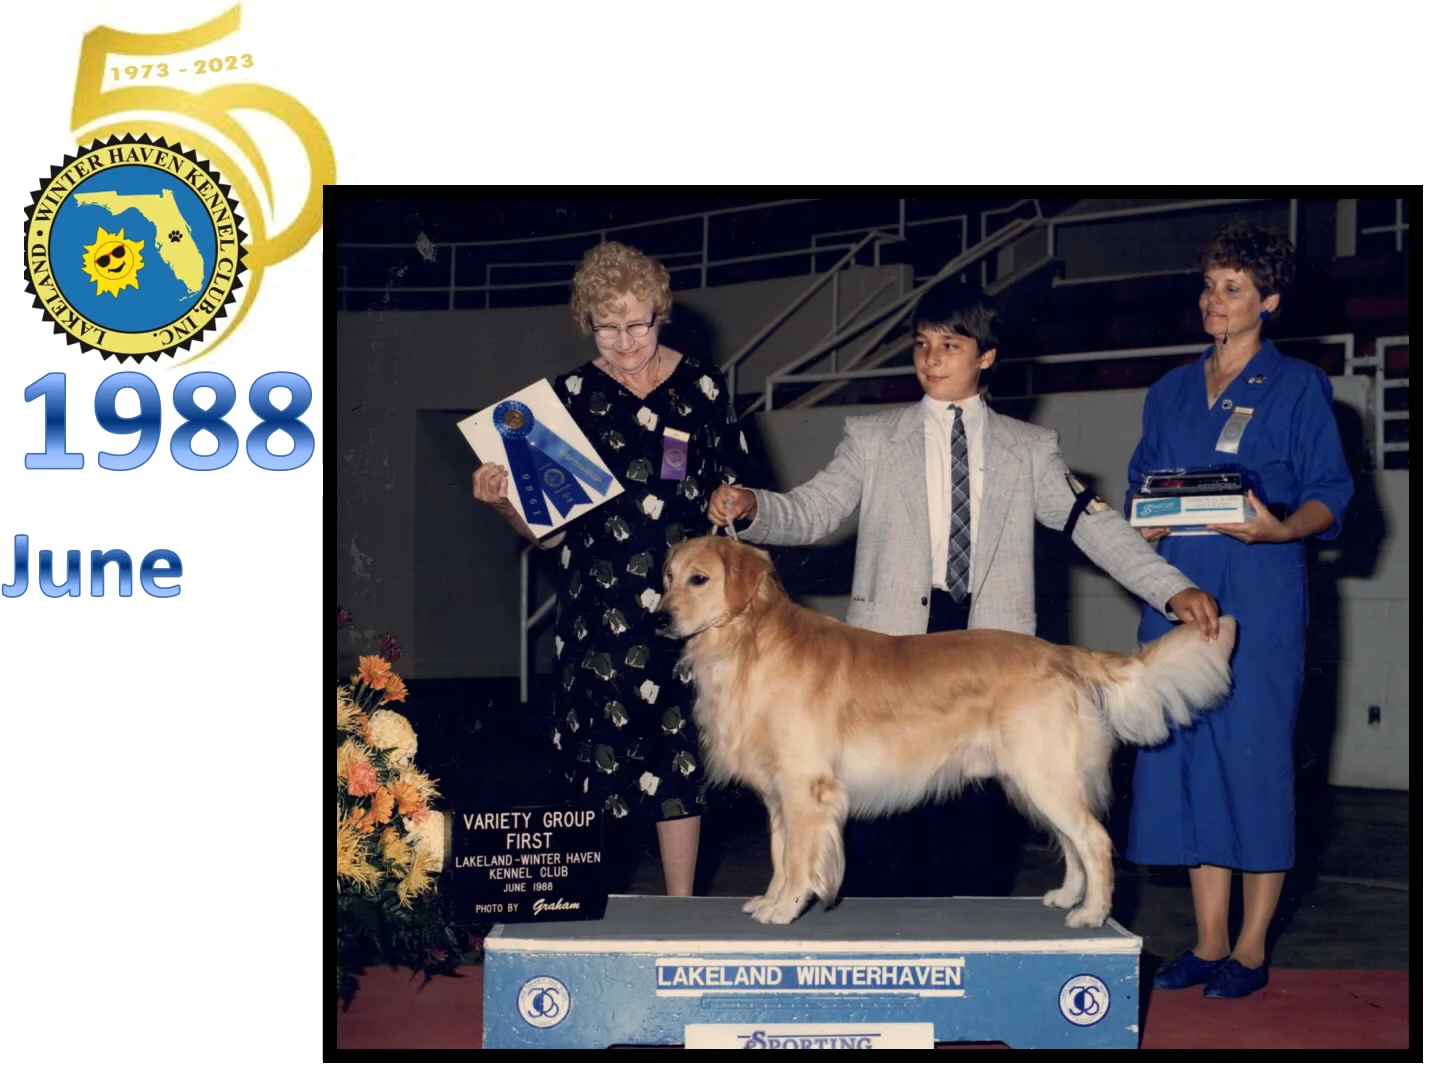 1973 - 2023
LAKELAND • WINTER HAVEN KENNEL CLUB, INC.
1988
June
1988
VARIETY GROUP
FIRST
LAKELAND-WINTER HAVEN
KENNEL CLUB
JUNE 1988
PHOTO BY Graham
LAKELAND WINTERHAVEN
SPORTING